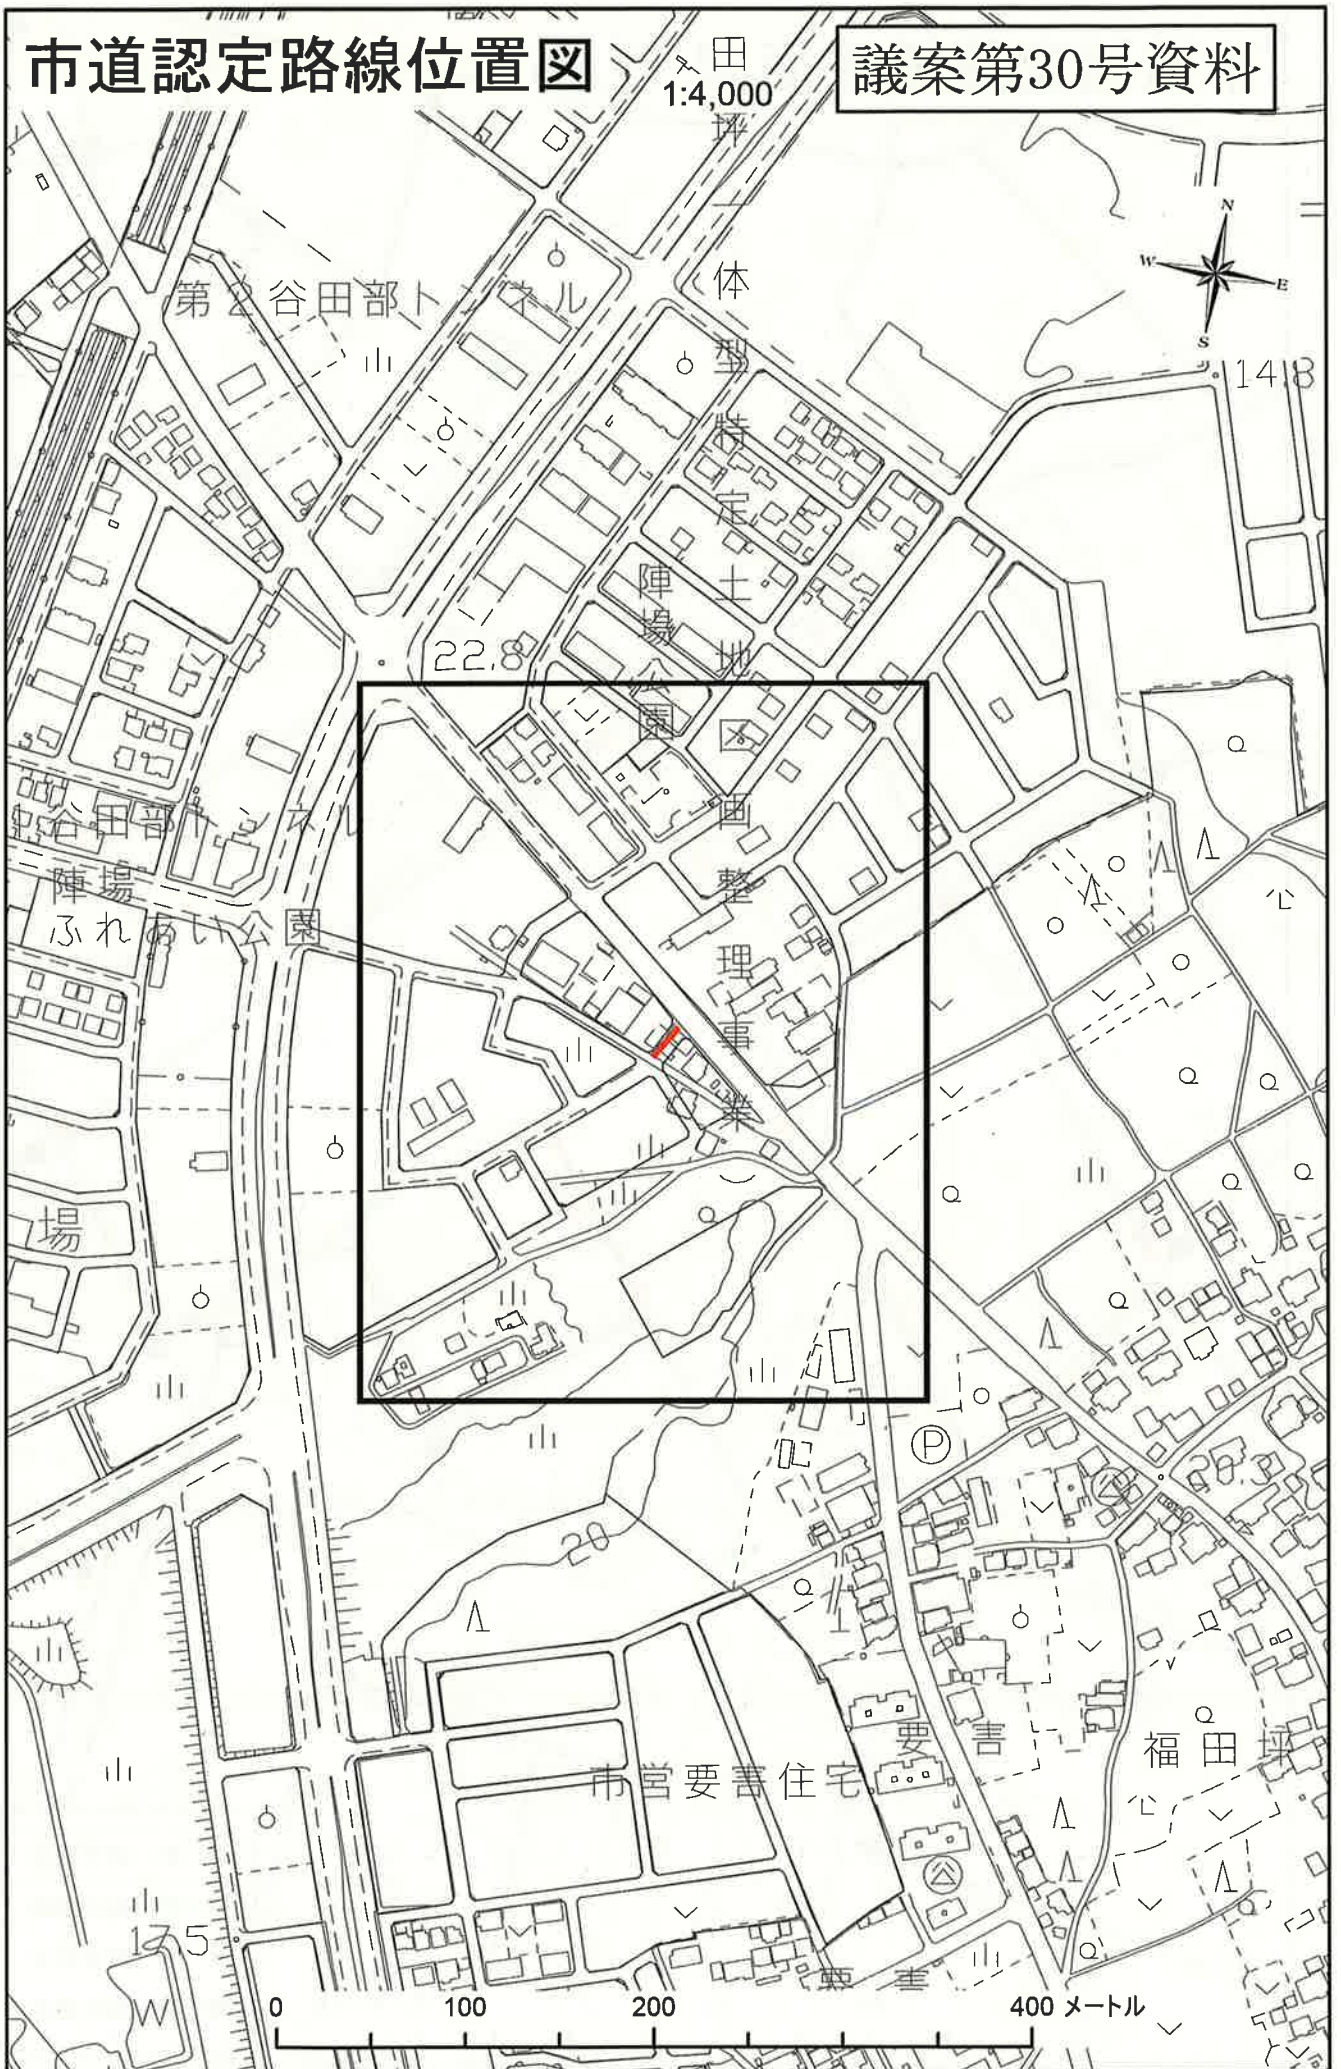 市道認定路線位置図
1:4,000
議案第30号資料
田
坪
一
体
型
特
定
土
地
区
画
整
理
事
業
N
W
E
S
第2谷田部トンネル
14.8
陣
場
公
園
22.8
谷田部トンネル
陣場
ふれあい公園
場
P
20.3
20
要害
福田坪
市営要害住宅
公
17.5
W
要害
0 100 200 400 メートル